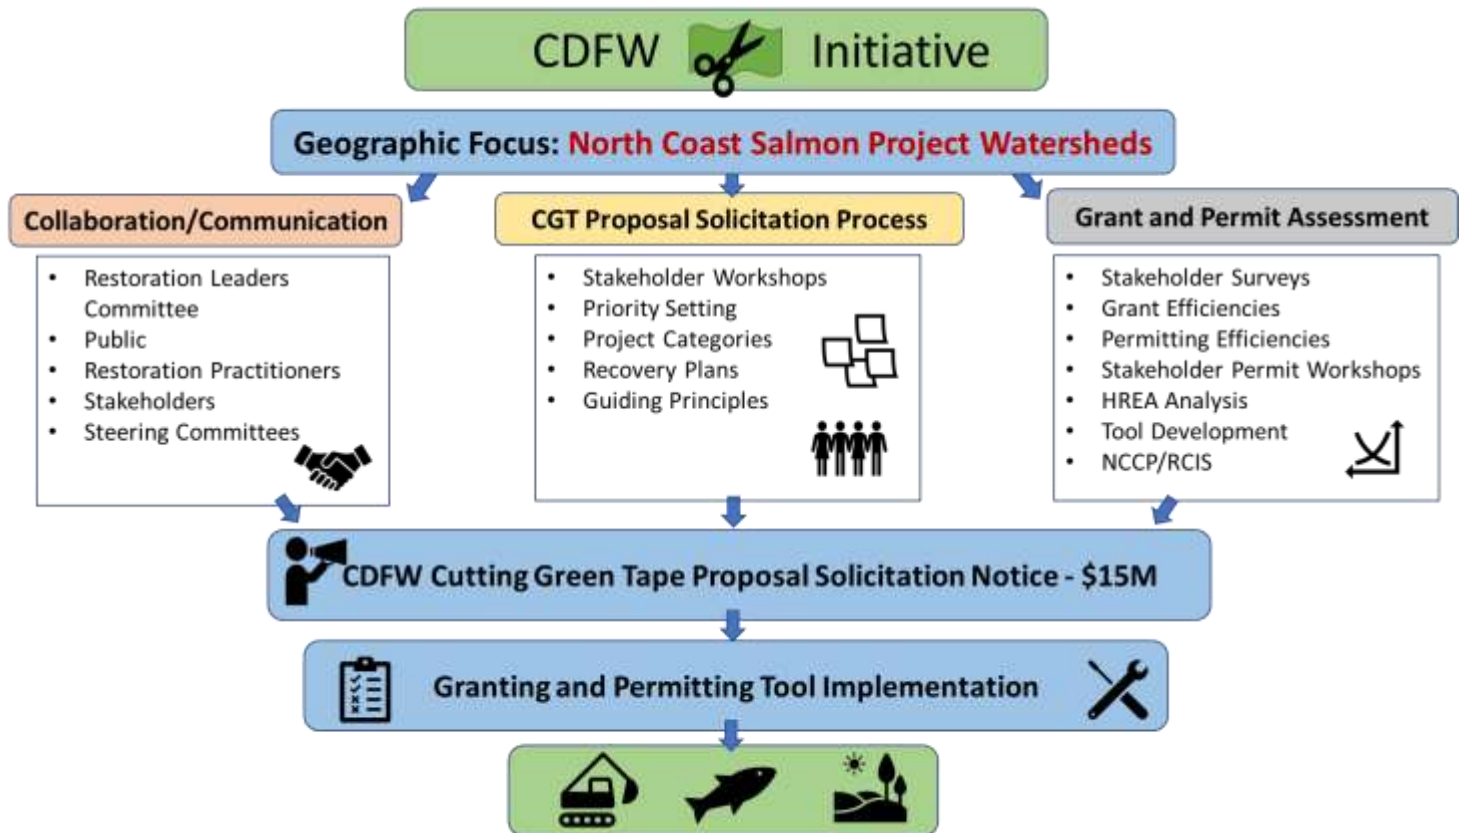 CDFW Initiative
Geographic Focus: North Coast Salmon Project Watersheds
Collaboration/Communication
• Restoration Leaders
Committee
• Public
• Restoration Practitioners
• Stakeholders
• Steering Committees
CGT Proposal Solicitation Process
• Stakeholder Workshops
• Priority Setting
• Project Categories
• Recovery Plans
• Guiding Principles
Grant and Permit Assessment
• Stakeholder Surveys
• Grant Efficiencies
• Permitting Efficiencies
• Stakeholder Permit Workshops
• HREA Analysis
• Tool Development
• NCCP/RCIS
CDFW Cutting Green Tape Proposal Solicitation Notice - $15M
Granting and Permitting Tool Implementation